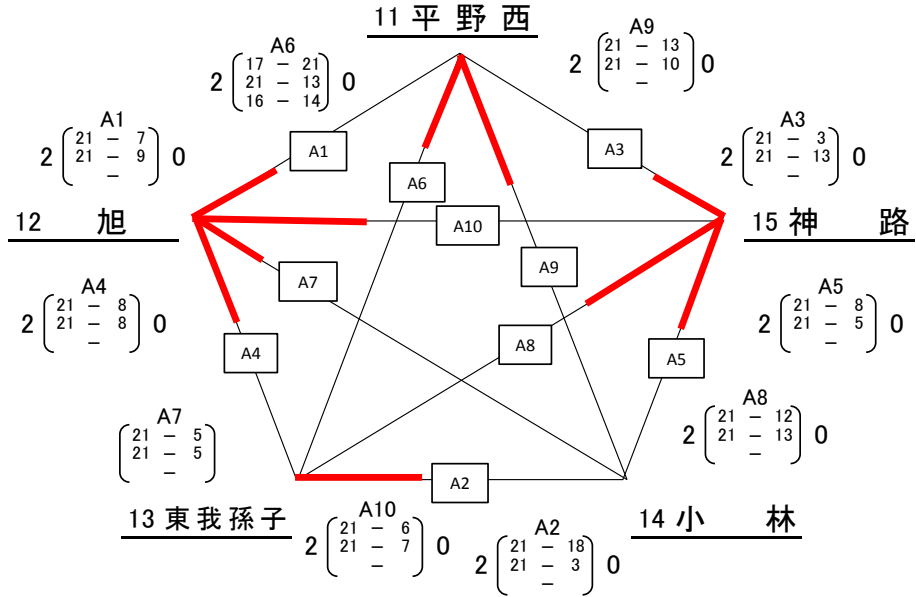 11 平 野 西
A6
2 17 － 21 0
21 － 13
16 － 14
A9
2 21 － 13 0
21 － 10
－
A1
2 21 － 7 0
21 － 9
－
A3
2 21 － 3 0
21 － 13
－
A1
A3
A6
12 旭
A10
15 神 路
A7
A9
A4
2 21 － 8 0
21 － 8
－
A5
2 21 － 8 0
21 － 5
－
A4
A8
A5
A7
21 － 5
21 － 5
－
A8
2 21 － 12 0
21 － 13
－
A2
13 東我孫子
A10
2 21 － 6 0
21 － 7
－
A2
2 21 － 18 0
21 － 3
－
14 小 林